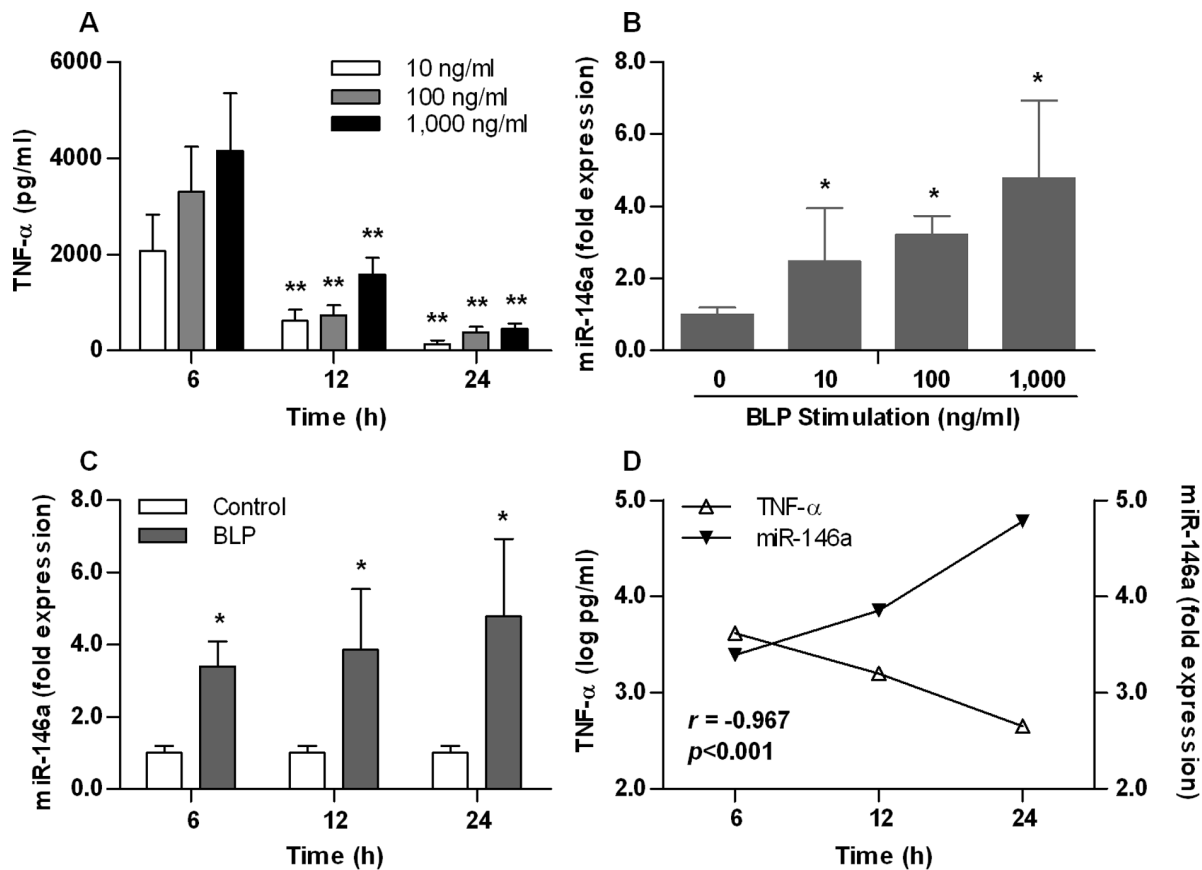 A
TNF-α (pg/ml)
6000
4000
2000
0
10 ng/ml
100 ng/ml
1,000 ng/ml
** ** **
** ** **
6 12 24
Time (h)
B
miR-146a (fold expression)
8.0
6.0
4.0
2.0
0.0
* * *
0 10 100 1,000
BLP Stimulation (ng/ml)
C
miR-146a (fold expression)
8.0
6.0
4.0
2.0
0.0
Control
BLP
* * *
6 12 24
Time (h)
D
TNF-α (log pg/ml)
5.0
4.0
3.0
2.0
TNF-α
miR-146a
r = -0.967
p<0.001
6 12 24
Time (h)
5.0
4.0
3.0
2.0
miR-146a (fold
expression)